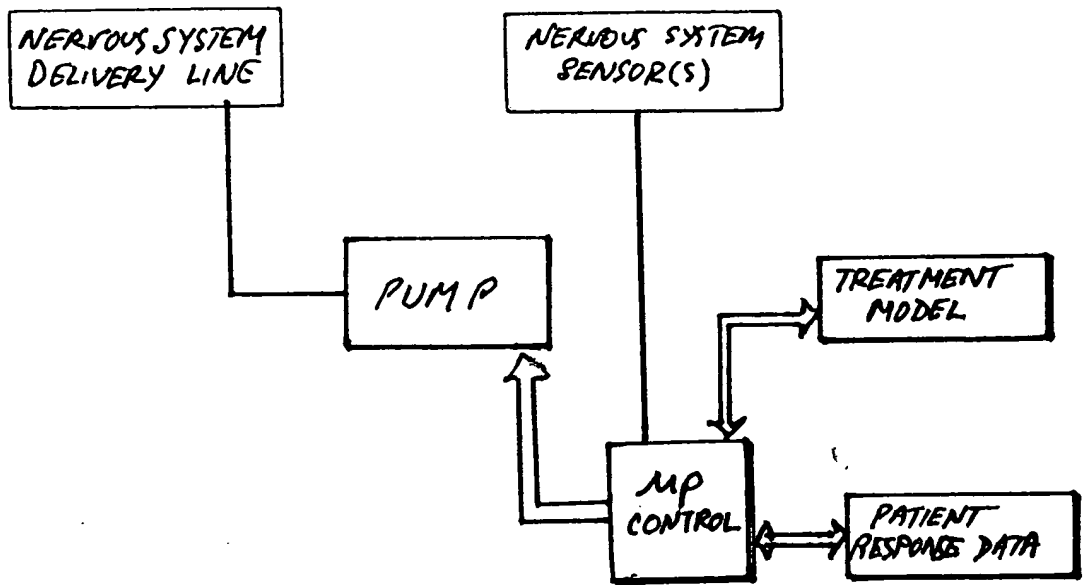 NERVOUS SYSTEM
DELIVERY LINE
NERVOUS SYSTEM
SENSOR(S)
PUMP
TREATMENT
MODEL
μP
CONTROL
PATIENT
RESPONSE DATA